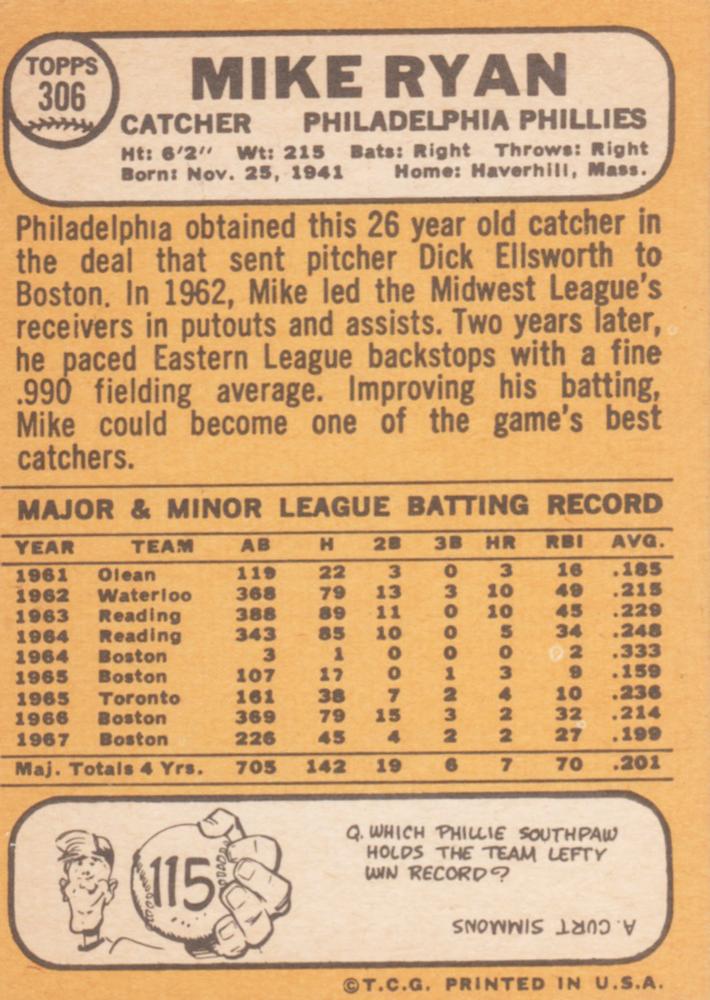 TOPPS
306
MIKE RYAN
CATCHER PHILADELPHIA PHILLIES
Ht: 6'2" Wt: 215 Bats: Right Throws: Right
Born: Nov. 25, 1941 Home: Haverhill, Mass.
Philadelphia obtained this 26 year old catcher in
the deal that sent pitcher Dick Ellsworth to
Boston. In 1962, Mike led the Midwest League's
receivers in putouts and assists. Two years later,
he paced Eastern League backstops with a fine
.990 fielding average. Improving his batting,
Mike could become one of the game's best
catchers.
MAJOR & MINOR LEAGUE BATTING RECORD
YEAR TEAM AB H 2B 3B HR RBI AVG.
1961 Olean 119 22 3 0 3 16 .185
1962 Waterloo 368 79 13 3 10 49 .215
1963 Reading 388 89 11 0 10 45 .229
1964 Reading 343 85 10 0 5 34 .248
1964 Boston 3 1 0 0 0 2 .333
1965 Boston 107 17 0 1 3 9 .159
1965 Toronto 161 38 7 2 4 10 .236
1966 Boston 369 79 15 3 2 32 .214
1967 Boston 226 45 4 2 2 27 .199
Maj. Totals 4 Yrs. 705 142 19 6 7 70 .201
115
Q. WHICH PHILLIE SOUTHPAW
HOLDS THE TEAM LEFTY
WIN RECORD?
A. CURT SIMMONS
©T.C.G. PRINTED IN U.S.A.